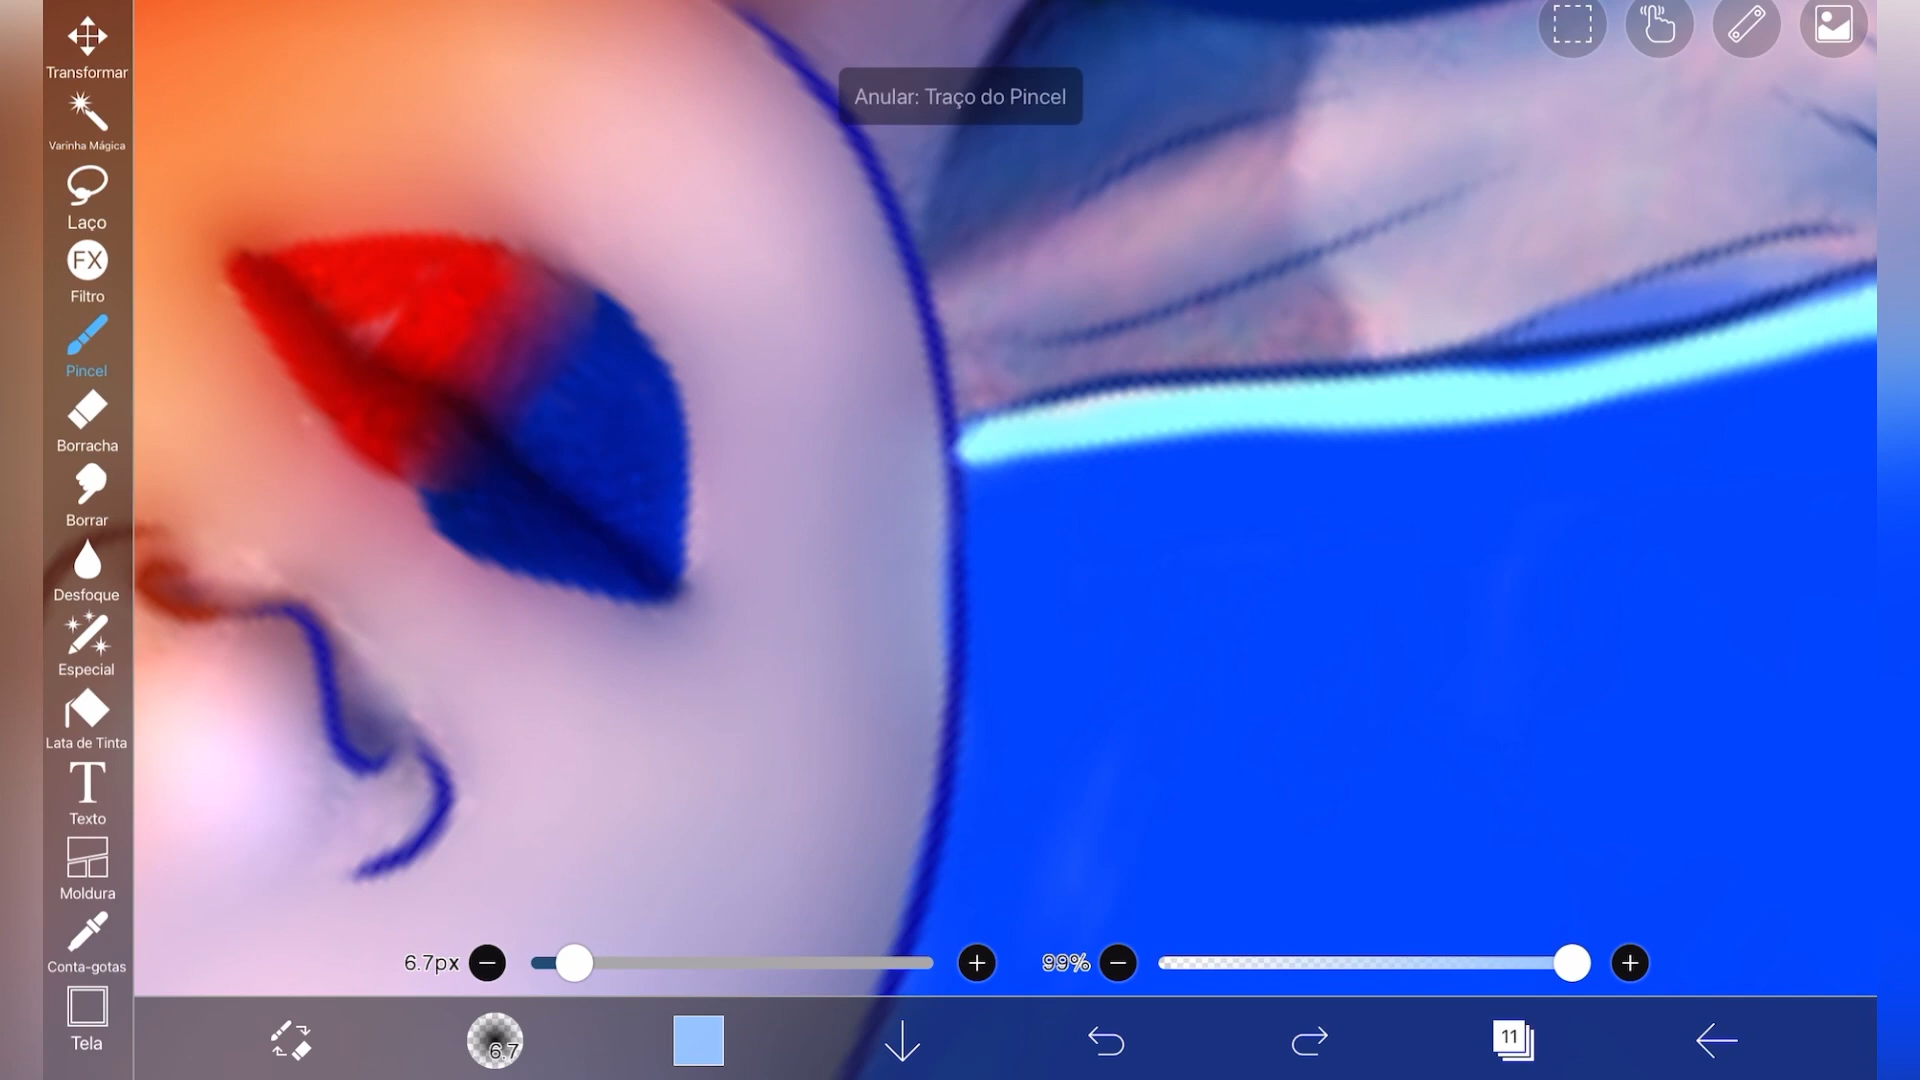 Transformar
Varinha Mágica
Laço
FX
Filtro
Pincel
Borracha
Borrar
Desfoque
Especial
Lata de Tinta
T
Texto
Moldura
Conta-gotas
Tela
Anular: Traço do Pincel
6.7px
99%
6.7
11